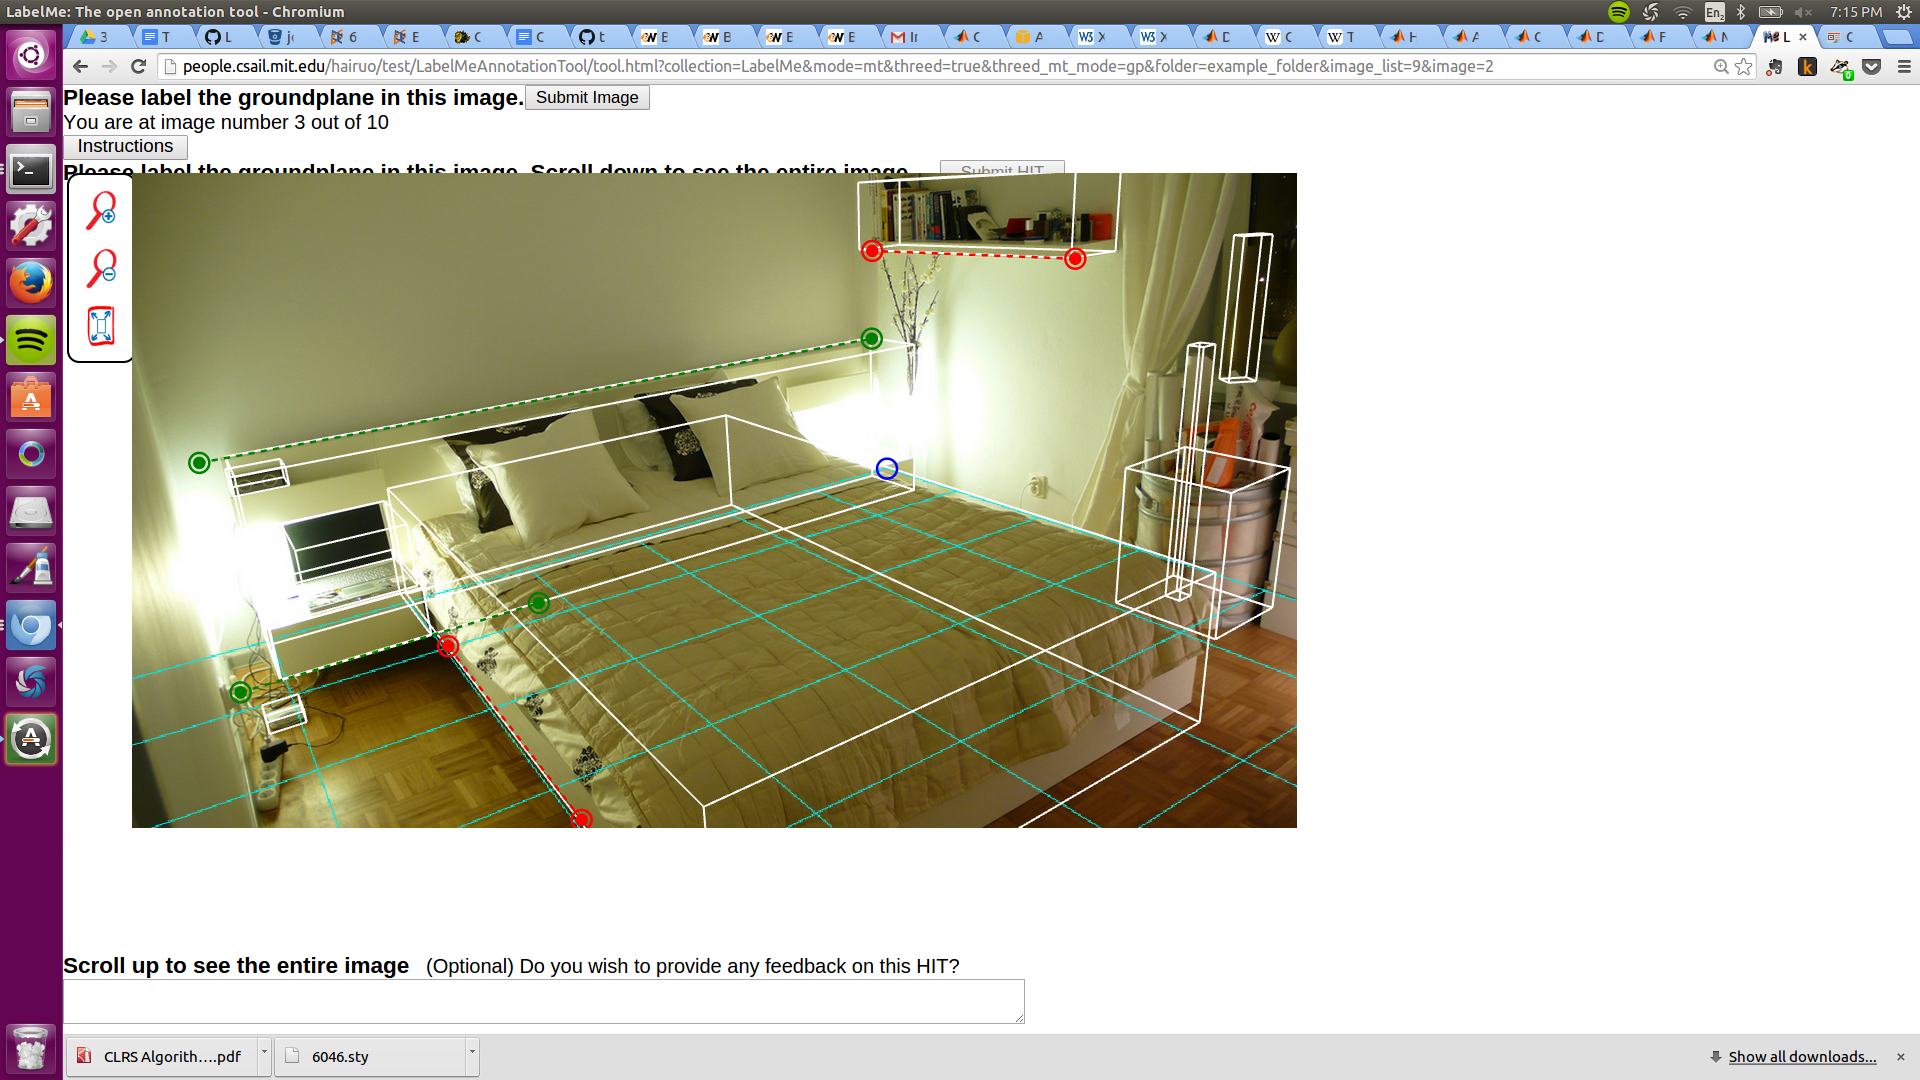 LabelMe: The open annotation tool - Chromium
En₂
7:15 PM
3
T
L
6
E
C
C
t
E
B
E
E
Ir
C
A
X
X
D
C
T
H
A
C
D
F
L
C
people.csail.mit.edu/hairuo/test/LabelMeAnnotationTool/tool.html?collection=LabelMe&mode=mt&threed=true&threed_mt_mode=gp&folder=example_folder&image_list=9&image=2
Please label the groundplane in this image. Submit Image
You are at image number 3 out of 10
Instructions
Please label the groundplane in this image. Scroll down to see the entire image. Submit HIT
Scroll up to see the entire image (Optional) Do you wish to provide any feedback on this HIT?
CLRS Algorith....pdf
6046.sty
Show all downloads...